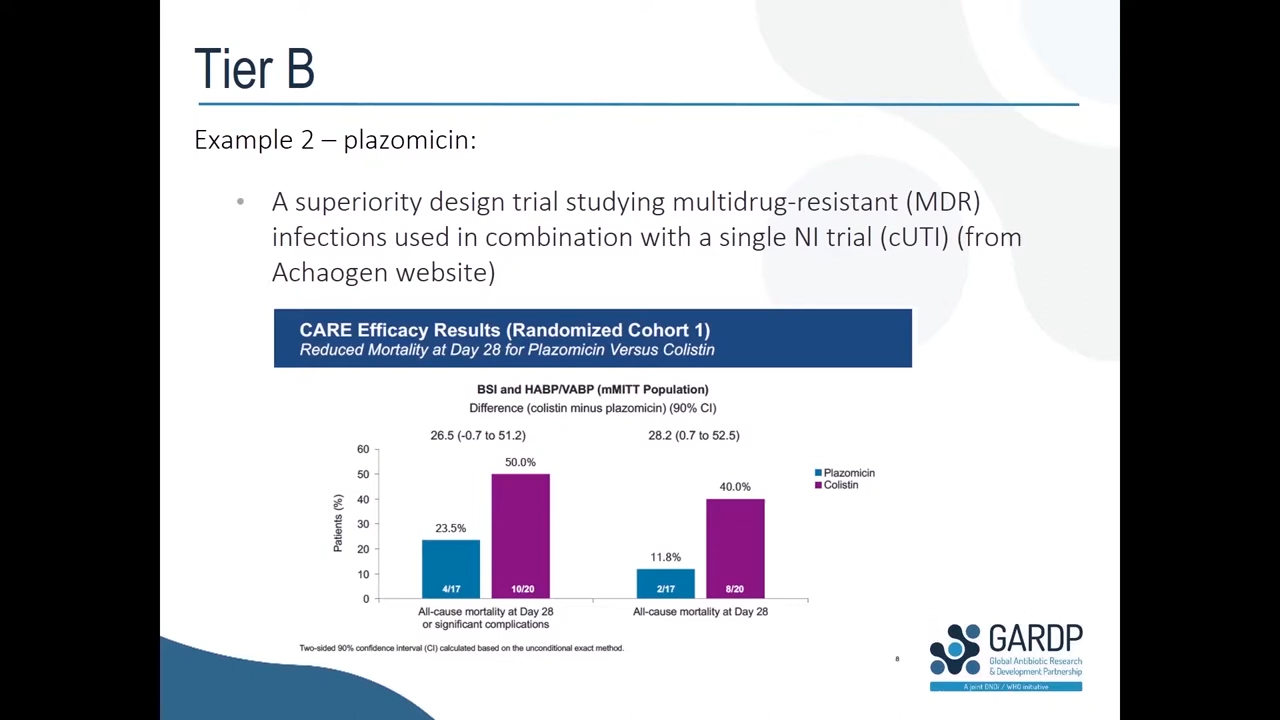 Tier B
Example 2 – plazomicin:
• A superiority design trial studying multidrug-resistant (MDR)
infections used in combination with a single NI trial (cUTI) (from
Achaogen website)
CARE Efficacy Results (Randomized Cohort 1)
Reduced Mortality at Day 28 for Plazomicin Versus Colistin
BSI and HABP/VABP (mMITT Population)
Difference (colistin minus plazomicin) (90% CI)
26.5 (-0.7 to 51.2)
28.2 (0.7 to 52.5)
Patients (%)
60
50
40
30
20
10
0
23.5%
50.0%
11.8%
40.0%
4/17
10/20
2/17
8/20
All-cause mortality at Day 28
or significant complications
All-cause mortality at Day 28
Plazomicin
Colistin
Two-sided 90% confidence interval (CI) calculated based on the unconditional exact method.
8
GARDP
Global Antibiotic Research
& Development Partnership
A joint DNDi / WHO initiative